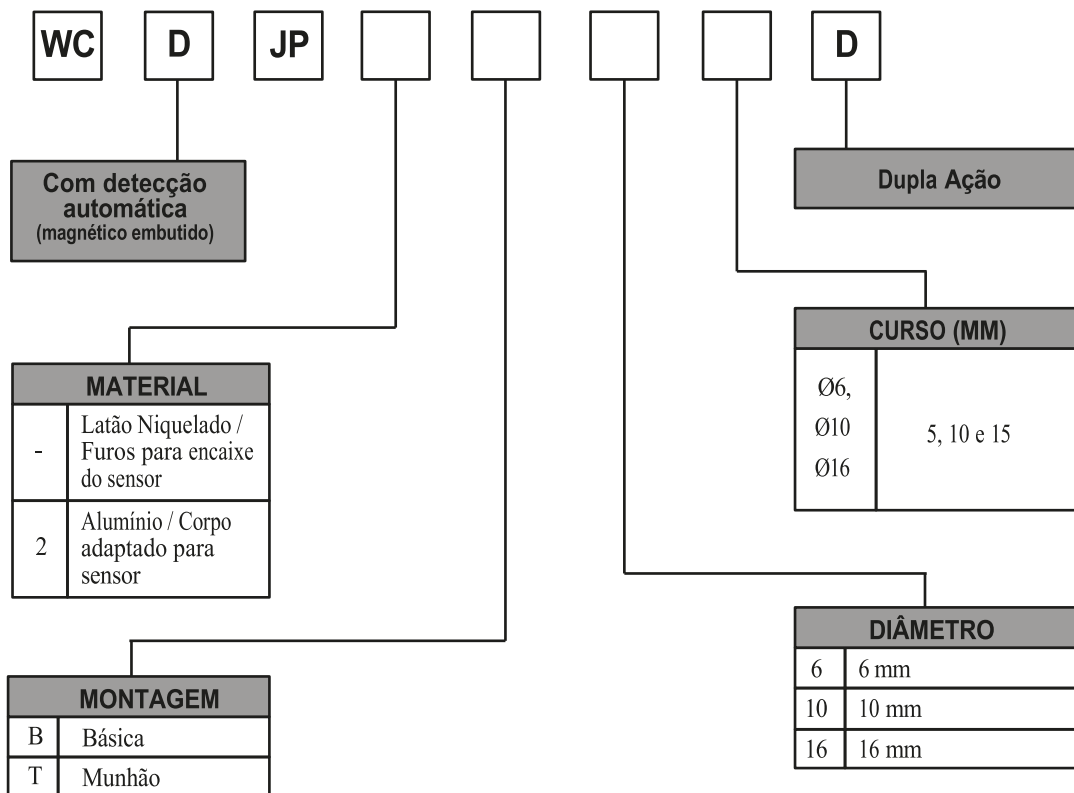 WC D JP D
Com detecção
automática
(magnético embutido)
Dupla Ação
MATERIAL
- Latão Niquelado /
Furos para encaixe
do sensor
2 Alumínio / Corpo
adaptado para
sensor
MONTAGEM
B Básica
T Munhão
CURSO (MM)
Ø6,
Ø10
Ø16
5, 10 e 15
DIÂMETRO
6 6 mm
10 10 mm
16 16 mm